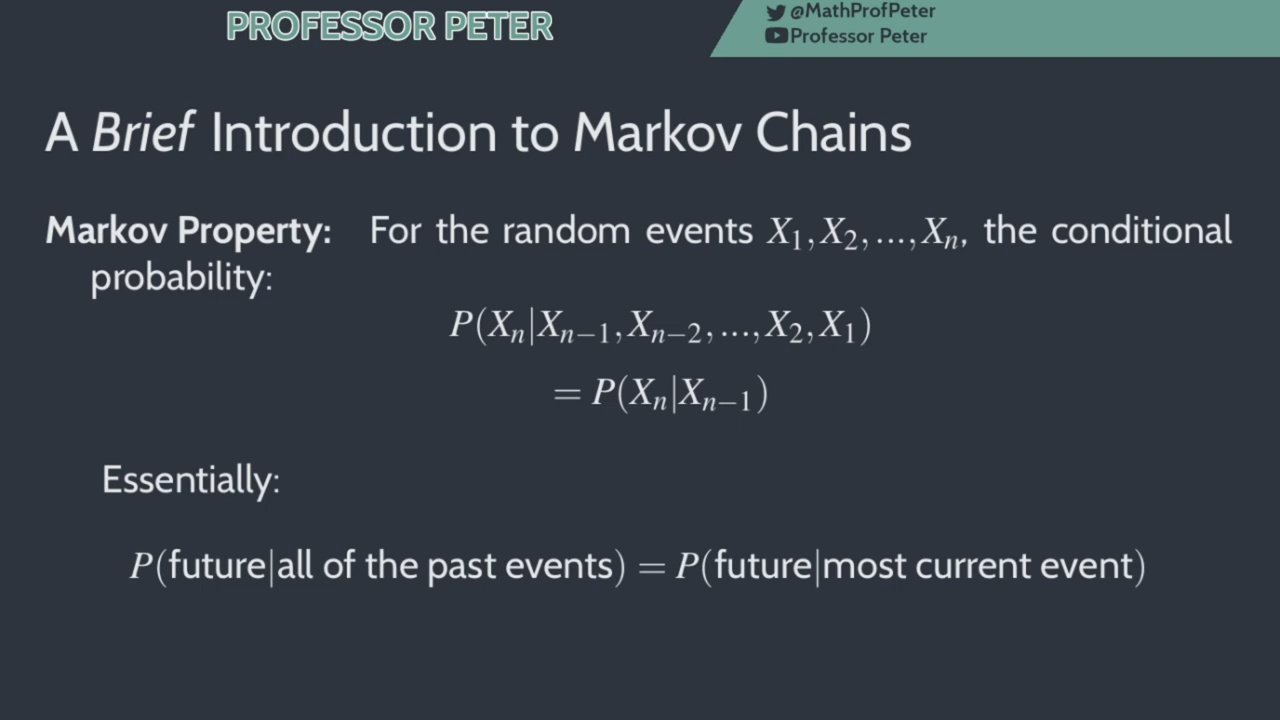 PROFESSOR PETER
@MathProfPeter
Professor Peter
A Brief Introduction to Markov Chains
Markov Property: For the random events X₁, X₂, ..., Xₙ, the conditional
probability:
P(Xₙ|Xₙ₋₁, Xₙ₋₂, ..., X₂, X₁)
= P(Xₙ|Xₙ₋₁)
Essentially:
P(future|all of the past events) = P(future|most current event)